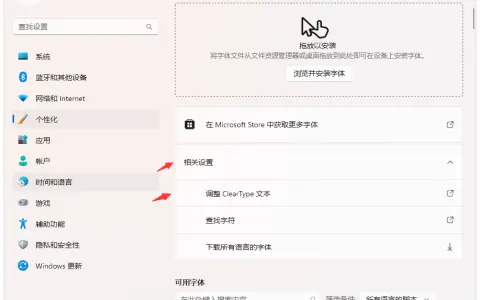 查找设置
系统
蓝牙和其他设备
网络和 Internet
个性化
应用
帐户
时间和语言
游戏
辅助功能
隐私和安全性
Windows 更新
拖放以安装
将字体文件从文件资源管理器或桌面拖放到此处即可在设备上安装字体。
浏览并安装字体
在 Microsoft Store 中获取更多字体
相关设置
调整 ClearType 文本
查找字符
下载所有语言的字体
可用字体
在此处键入搜索内容
筛选条件
所有语言的脚本